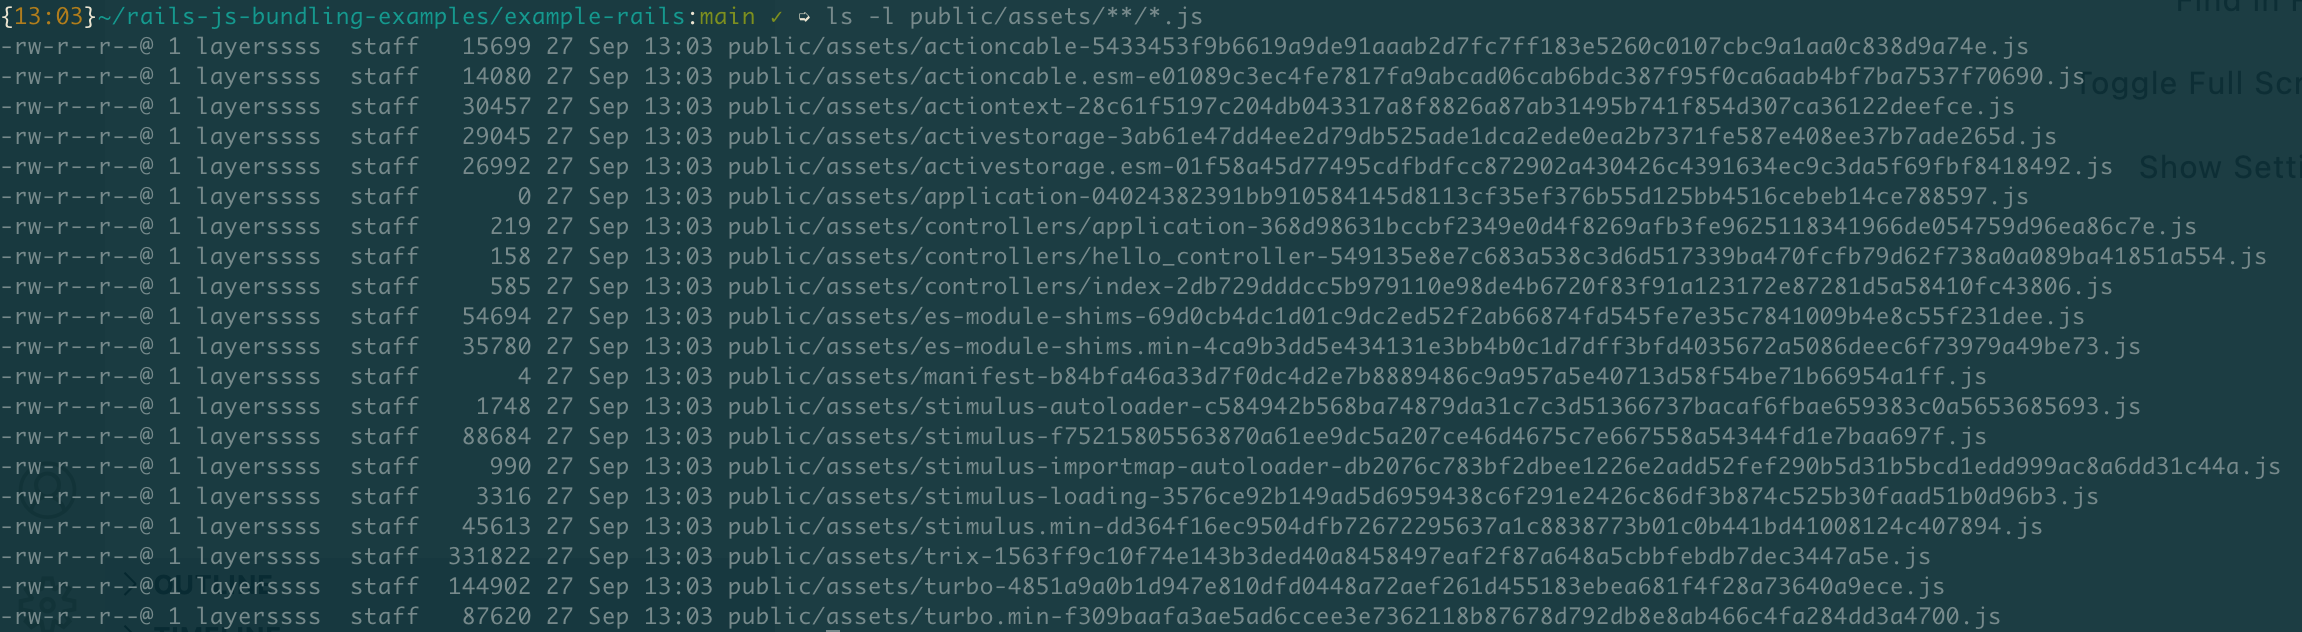 {13:03}~/rails-js-bundling-examples/example-rails:main ✓ ➭ ls -l public/assets/**/*.js
-rw-r--r--@ 1 layerssss  staff   15699 27 Sep 13:03 public/assets/actioncable-5433453f9b6619a9de91aaab2d7fc7ff183e5260c0107cbc9a1aa0c838d9a74e.js
-rw-r--r--@ 1 layerssss  staff   14080 27 Sep 13:03 public/assets/actioncable.esm-e01089c3ec4fe7817fa9abcad06cab6bdc387f95f0ca6aab4bf7ba7537f70690.js
Toggle Full Scr
-rw-r--r--@ 1 layerssss  staff   30457 27 Sep 13:03 public/assets/actiontext-28c61f5197c204db043317a8f8826a87ab31495b741f854d307ca36122deefce.js
-rw-r--r--@ 1 layerssss  staff   29045 27 Sep 13:03 public/assets/activestorage-3ab61e47dd4ee2d79db525ade1dca2ede0ea2b7371fe587e408ee37b7ade265d.js
-rw-r--r--@ 1 layerssss  staff   26992 27 Sep 13:03 public/assets/activestorage.esm-01f58a45d77495cdfbdfcc872902a430426c4391634ec9c3da5f69fbf8418492.js
Show Setti
-rw-r--r--@ 1 layerssss  staff       0 27 Sep 13:03 public/assets/application-04024382391bb910584145d8113cf35ef376b55d125bb4516cebeb14ce788597.js
-rw-r--r--@ 1 layerssss  staff     219 27 Sep 13:03 public/assets/controllers/application-368d98631bccbf2349e0d4f8269afb3fe9625118341966de054759d96ea86c7e.js
-rw-r--r--@ 1 layerssss  staff     158 27 Sep 13:03 public/assets/controllers/hello_controller-549135e8e7c683a538c3d6d517339ba470fcfb79d62f738a0a089ba41851a554.js
-rw-r--r--@ 1 layerssss  staff     585 27 Sep 13:03 public/assets/controllers/index-2db729dddcc5b979110e98de4b6720f83f91a123172e87281d5a58410fc43806.js
-rw-r--r--@ 1 layerssss  staff   54694 27 Sep 13:03 public/assets/es-module-shims-69d0cb4dc1d01c9dc2ed52f2ab66874fd545fe7e35c7841009b4e8c55f231dee.js
-rw-r--r--@ 1 layerssss  staff   35780 27 Sep 13:03 public/assets/es-module-shims.min-4ca9b3dd5e434131e3bb4b0c1d7dff3bfd4035672a5086deec6f73979a49be73.js
-rw-r--r--@ 1 layerssss  staff       4 27 Sep 13:03 public/assets/manifest-b84bfa46a33d7f0dc4d2e7b8889486c9a957a5e40713d58f54be71b66954a1ff.js
-rw-r--r--@ 1 layerssss  staff    1748 27 Sep 13:03 public/assets/stimulus-autoloader-c584942b568ba74879da31c7c3d51366737bacaf6fbae659383c0a5653685693.js
-rw-r--r--@ 1 layerssss  staff   88684 27 Sep 13:03 public/assets/stimulus-f75215805563870a61ee9dc5a207ce46d4675c7e667558a54344fd1e7baa697f.js
-rw-r--r--@ 1 layerssss  staff     990 27 Sep 13:03 public/assets/stimulus-importmap-autoloader-db2076c783bf2dbee1226e2add52fef290b5d31b5bcd1edd999ac8a6dd31c44a.js
-rw-r--r--@ 1 layerssss  staff    3316 27 Sep 13:03 public/assets/stimulus-loading-3576ce92b149ad5d6959438c6f291e2426c86df3b874c525b30faad51b0d96b3.js
-rw-r--r--@ 1 layerssss  staff   45613 27 Sep 13:03 public/assets/stimulus.min-dd364f16ec9504dfb72672295637a1c8838773b01c0b441bd41008124c407894.js
-rw-r--r--@ 1 layerssss  staff  331822 27 Sep 13:03 public/assets/trix-1563ff9c10f74e143b3ded40a8458497eaf2f87a648a5cbbfebdb7dec3447a5e.js
-rw-r--r--@ 1 layerssss  staff  144902 27 Sep 13:03 public/assets/turbo-4851a9a0b1d947e810dfd0448a72aef261d455183ebea681f4f28a73640a9ece.js
OUTLINE
-rw-r--r--@ 1 layerssss  staff   87620 27 Sep 13:03 public/assets/turbo.min-f309baafa3ae5ad6ccee3e7362118b87678d792db8e8ab466c4fa284dd3a4700.js